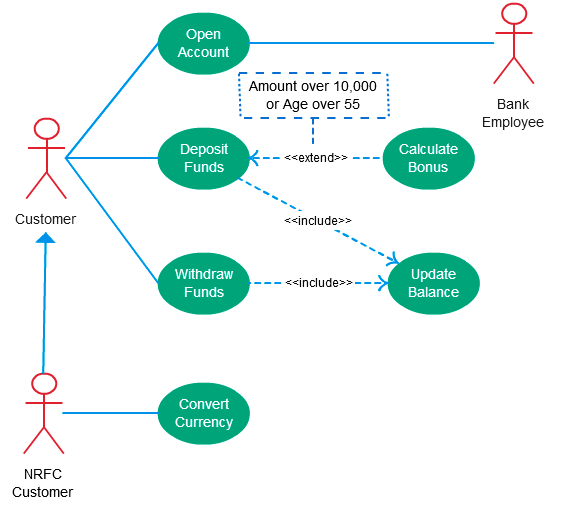 Open
Account
Bank
Employee
Amount over 10,000
or Age over 55
Customer
Deposit
Funds
<<extend>>
Calculate
Bonus
<<include>>
Withdraw
Funds
<<include>>
Update
Balance
NRFC
Customer
Convert
Currency